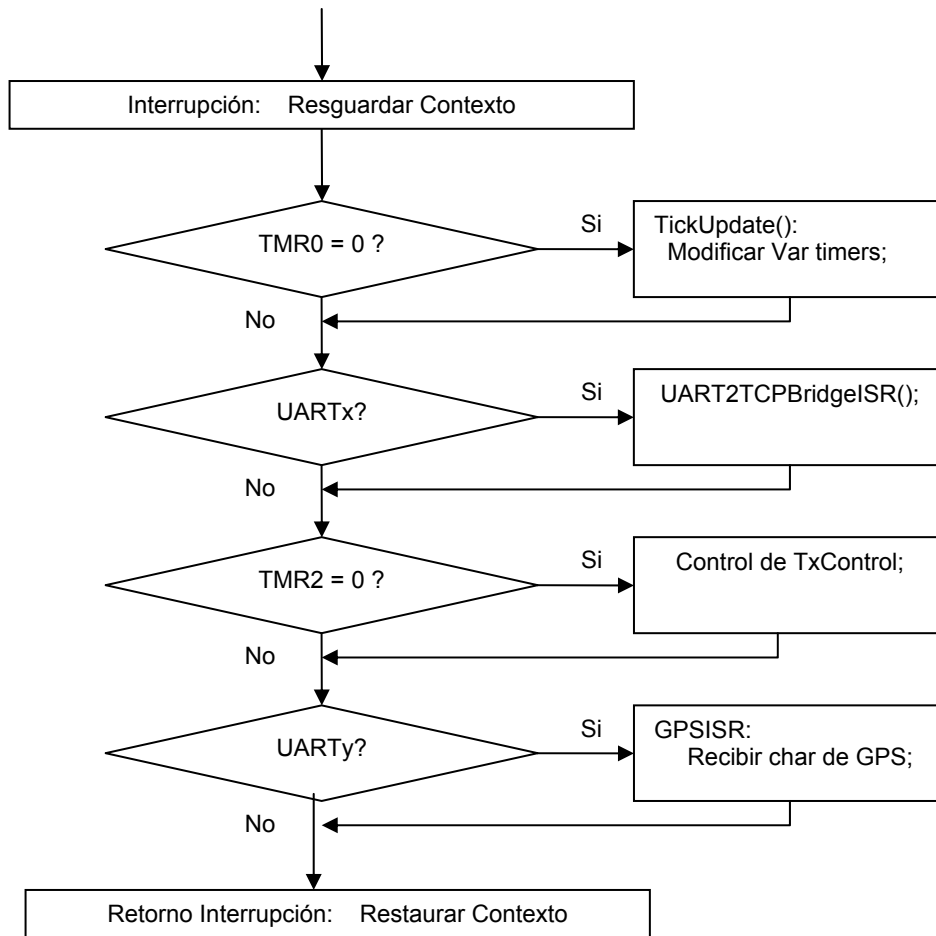 Interrupción: Resguardar Contexto
TMR0 = 0 ?
Si
TickUpdate():
Modificar Var timers;
No
UARTx?
Si
UART2TCPBridgeISR();
No
TMR2 = 0 ?
Si
Control de TxControl;
No
UARTy?
Si
GPSISR:
Recibir char de GPS;
No
Retorno Interrupción: Restaurar Contexto